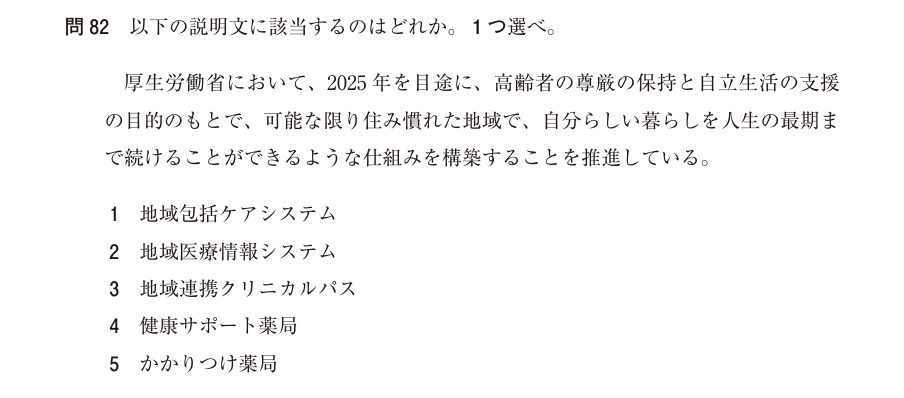 問 82　以下の説明文に該当するのはどれか。1 つ選べ。
厚生労働省において、2025 年を目途に、高齢者の尊厳の保持と自立生活の支援
の目的のもとで、可能な限り住み慣れた地域で、自分らしい暮らしを人生の最期ま
で続けることができるような仕組みを構築することを推進している。
1　地域包括ケアシステム
2　地域医療情報システム
3　地域連携クリニカルパス
4　健康サポート薬局
5　かかりつけ薬局